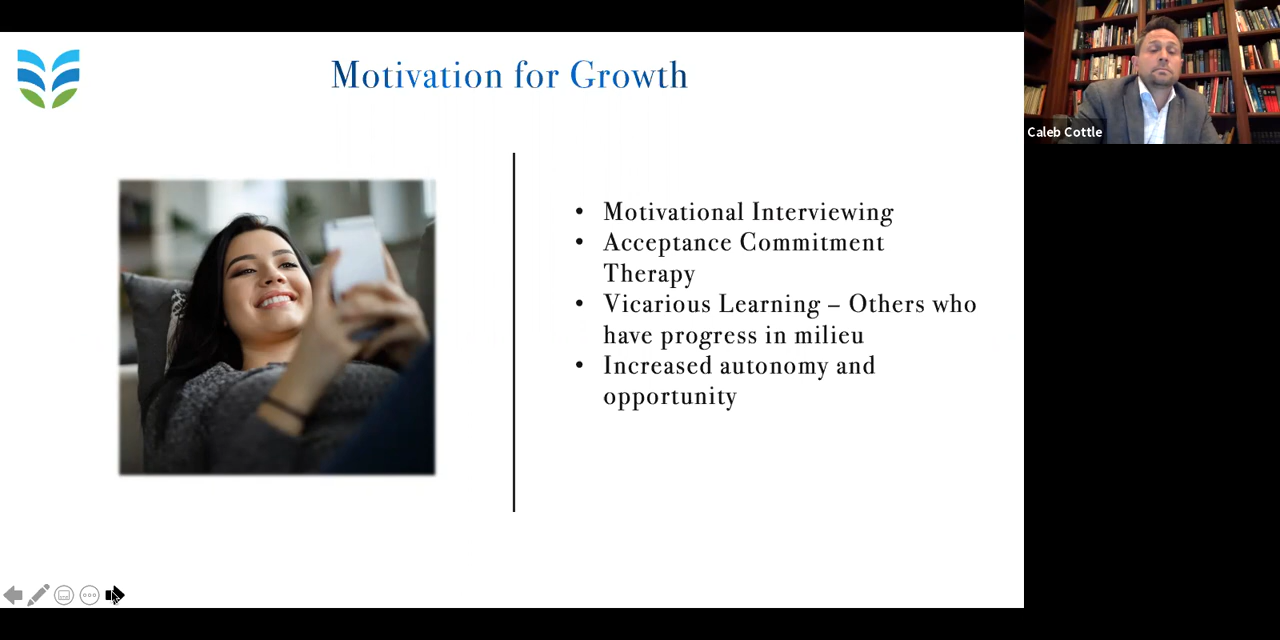 Motivation for Growth
Caleb Cottle
• Motivational Interviewing
• Acceptance Commitment
Therapy
• Vicarious Learning – Others who
have progress in milieu
• Increased autonomy and
opportunity